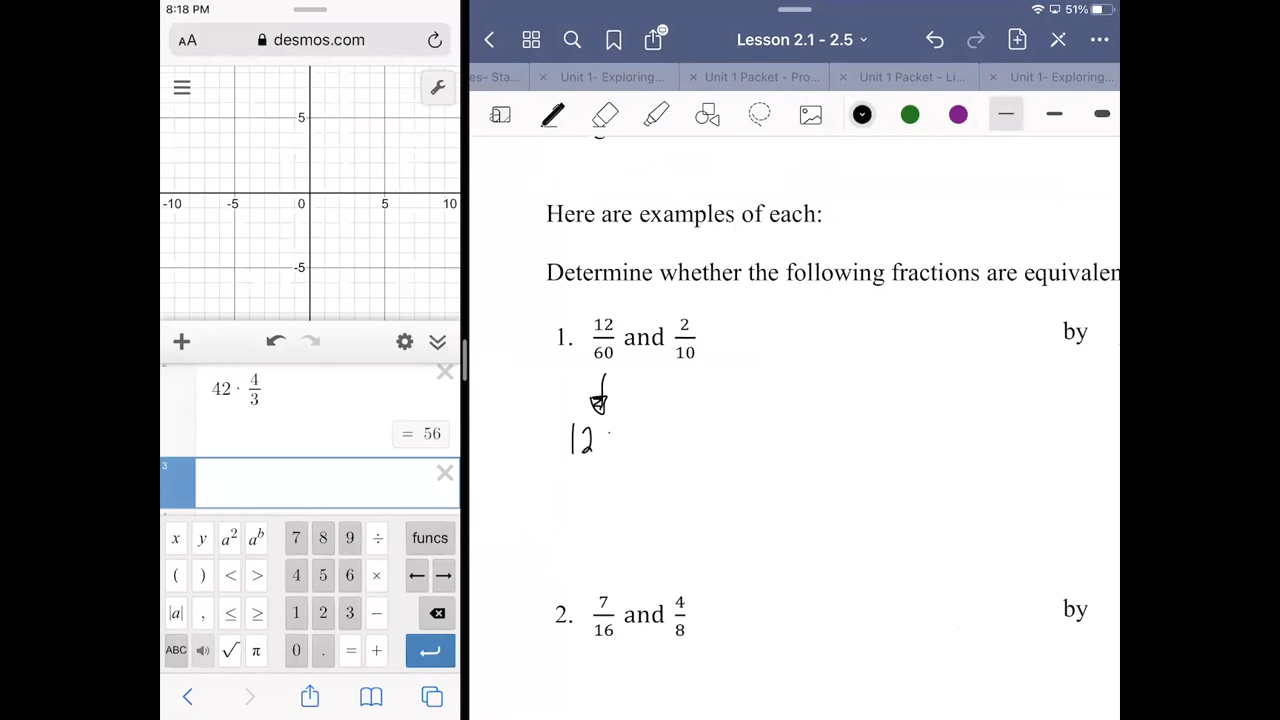 8:18 PM
51%
AA desmos.com
Lesson 2.1 - 2.5
es- Sta...
× Unit 1- Exploring...
× Unit 1 Packet - Pro...
× Unit 1 Packet - Li...
× Unit 1- Exploring...
5
-10 -5 0 5 10
-5
42 · 4/3
= 56
3
x y a² a^b 7 8 9 ÷ funcs
( ) < > 4 5 6 × ← →
|a| , ≤ ≥ 1 2 3 −
ABC √ π 0 . = +
Here are examples of each:
Determine whether the following fractions are equivalen
1. 12/60 and 2/10 by
12
2. 7/16 and 4/8 by